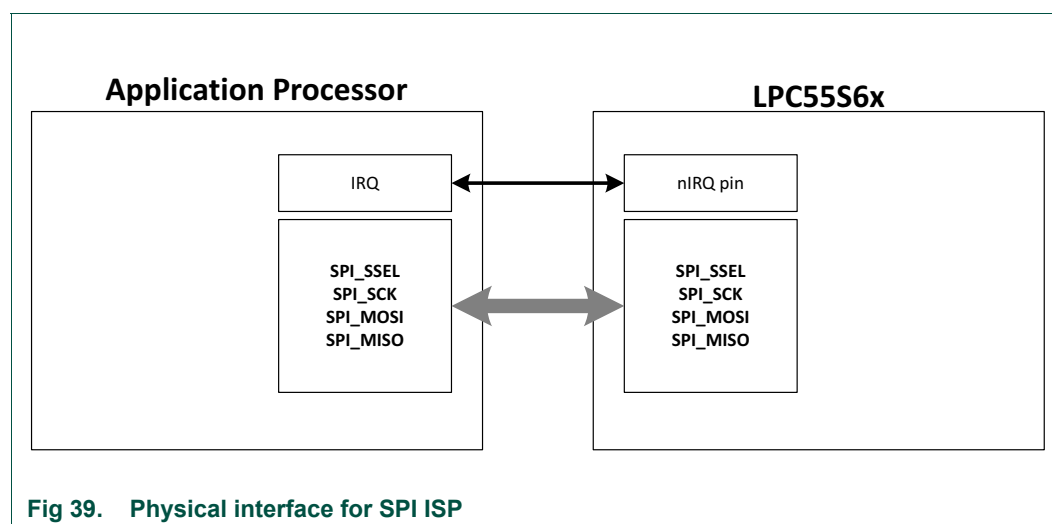 Application Processor
LPC55S6x
IRQ
nIRQ pin
SPI_SSEL
SPI_SCK
SPI_MOSI
SPI_MISO
SPI_SSEL
SPI_SCK
SPI_MOSI
SPI_MISO
Fig 39. Physical interface for SPI ISP